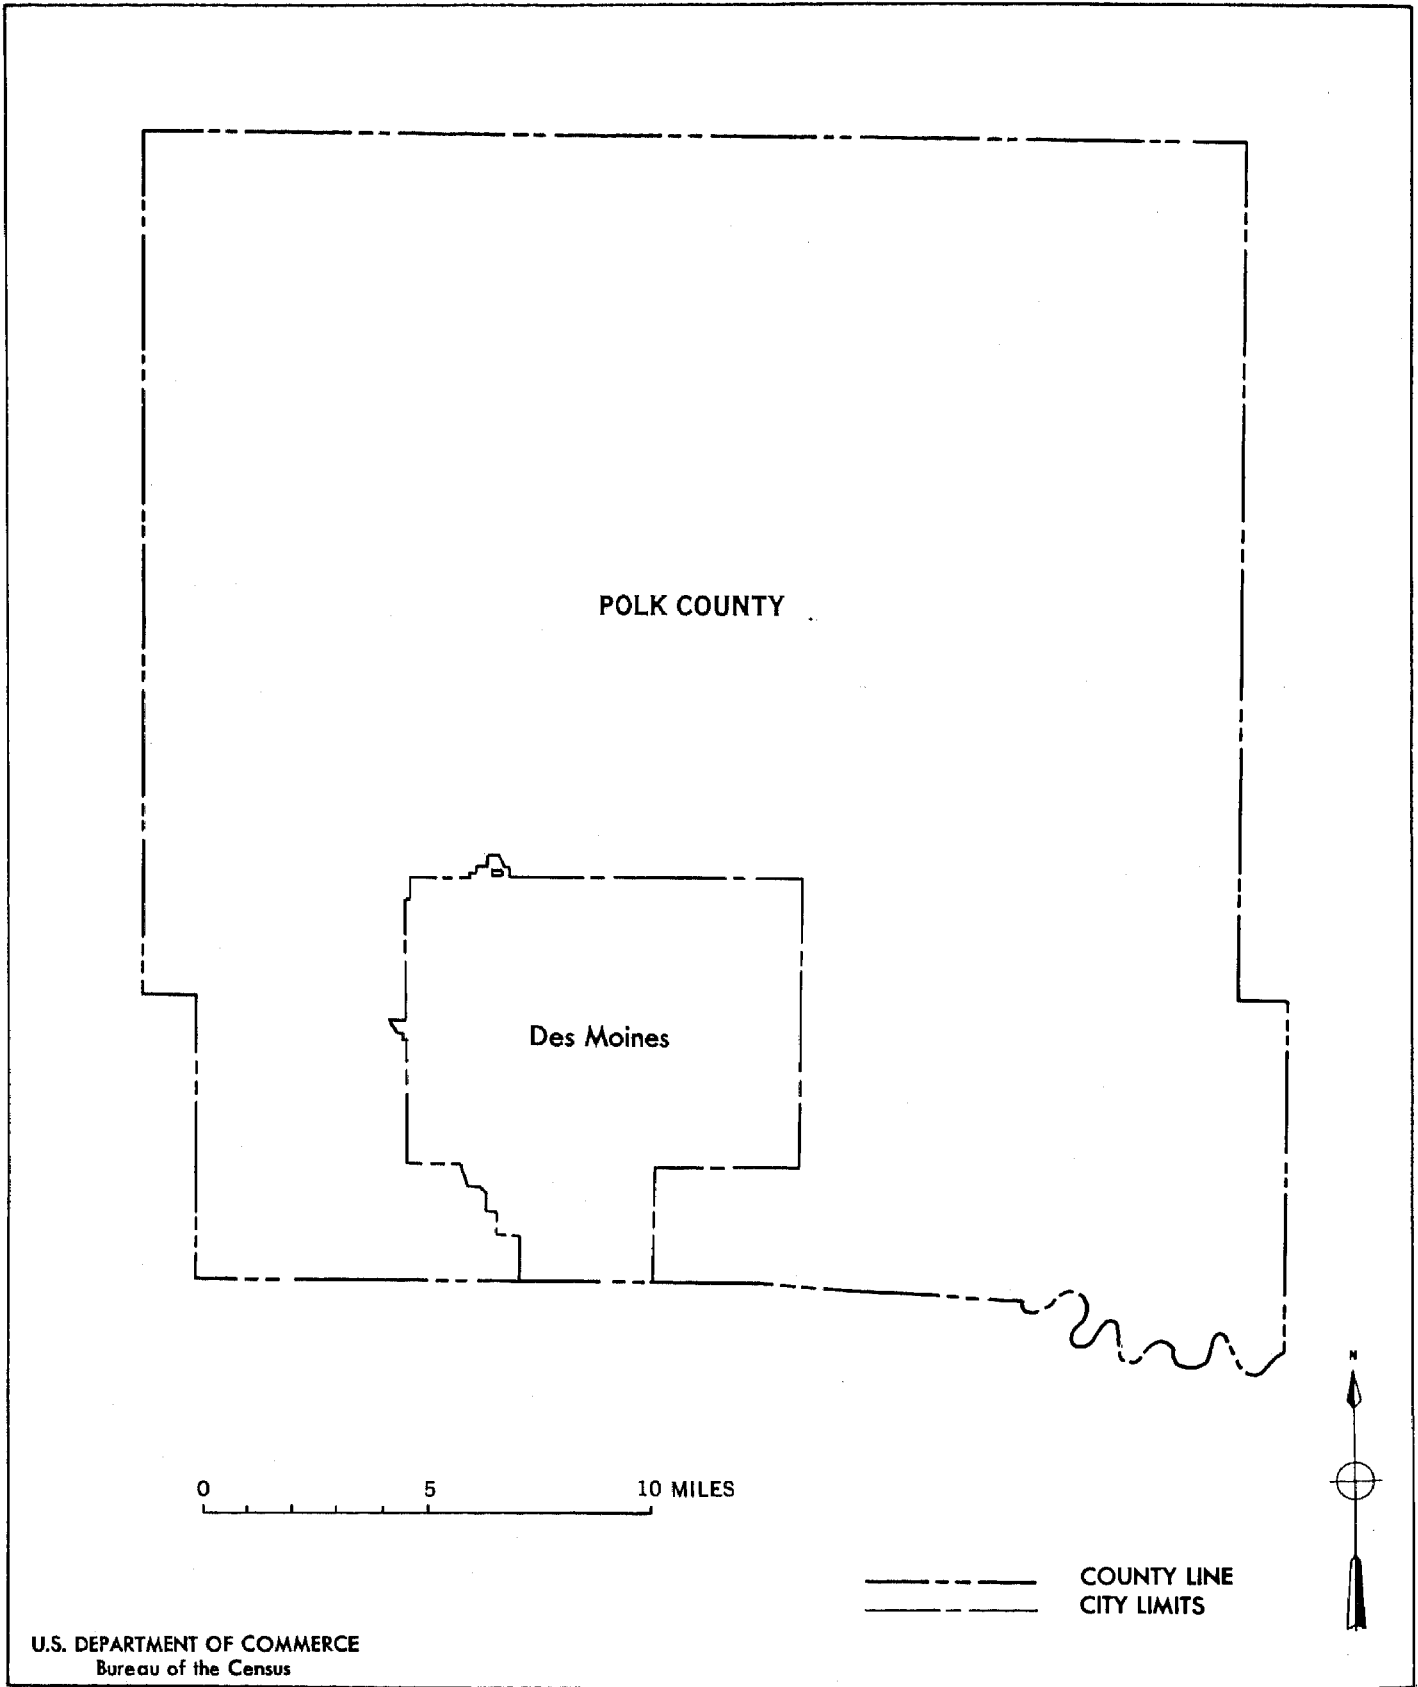 POLK COUNTY
Des Moines
N
0 5 10 MILES
COUNTY LINE
CITY LIMITS
U.S. DEPARTMENT OF COMMERCE
Bureau of the Census